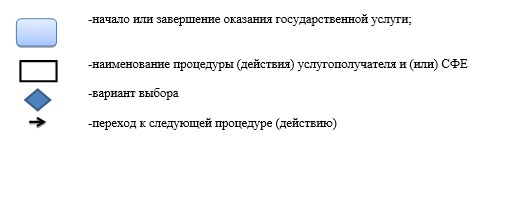 -начало или завершение оказания государственной услуги;
-наименование процедуры (действия) услугополучателя и (или) СФЕ
-вариант выбора
-переход к следующей процедуре (действию)